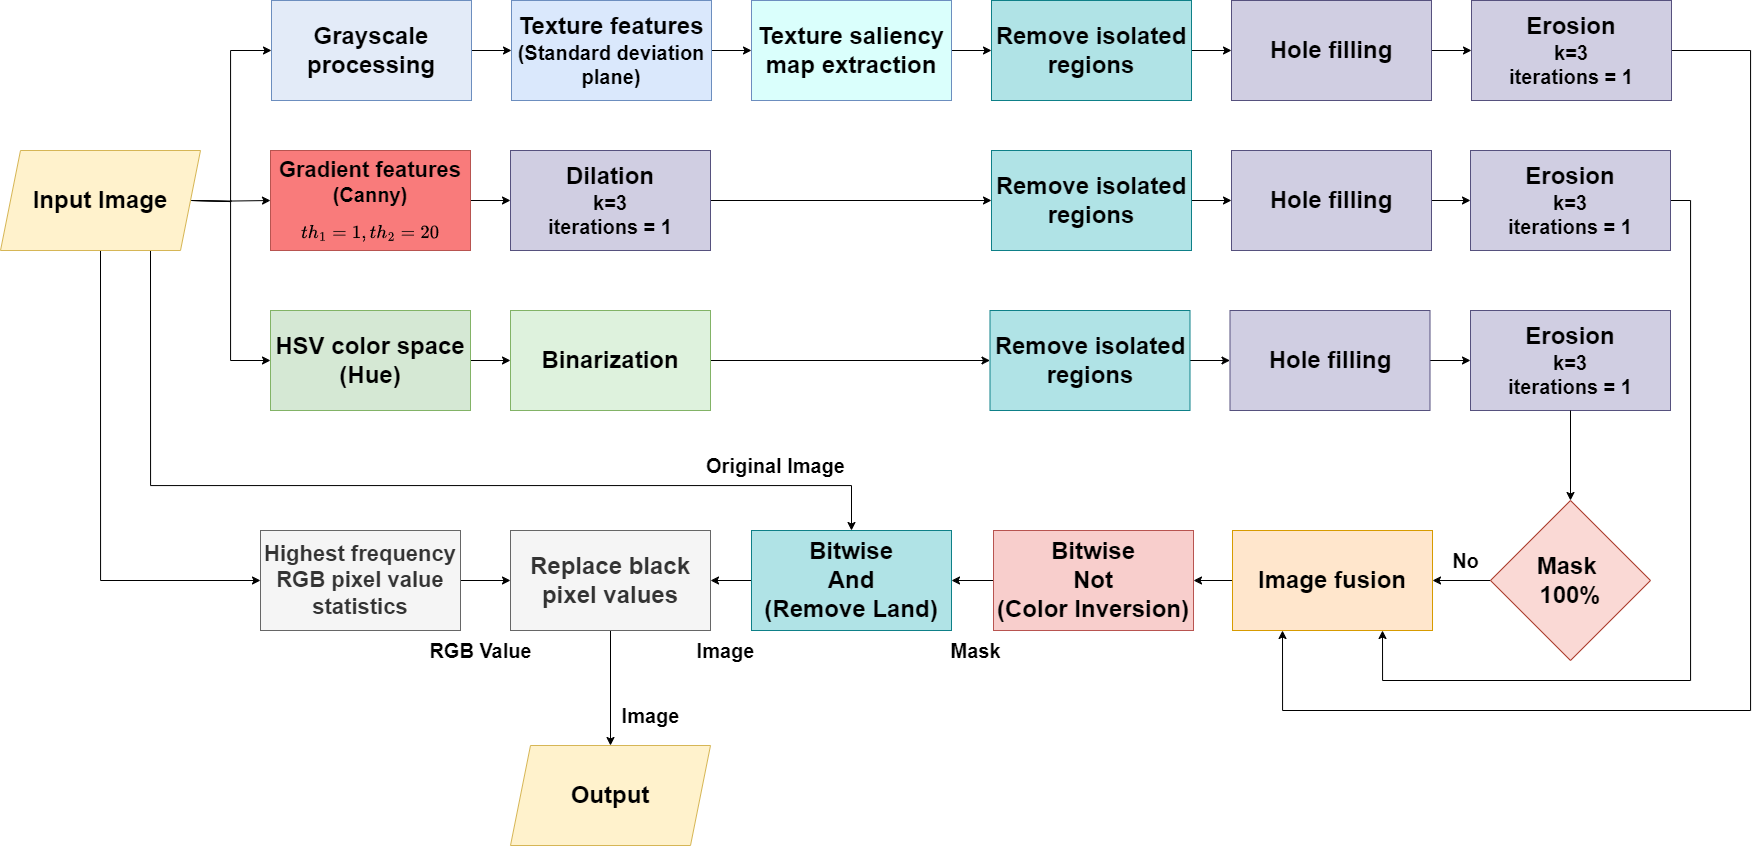 Grayscale
processing
Texture features
(Standard deviation
plane)
Texture saliency
map extraction
Remove isolated
regions
Hole filling
Erosion
k=3
iterations = 1
Input Image
Gradient features
(Canny)
th₁ = 1, th₂ = 20
Dilation
k=3
iterations = 1
Remove isolated
regions
Hole filling
Erosion
k=3
iterations = 1
HSV color space
(Hue)
Binarization
Remove isolated
regions
Hole filling
Erosion
k=3
iterations = 1
Original Image
Highest frequency
RGB pixel value
statistics
Replace black
pixel values
Bitwise
And
(Remove Land)
Bitwise
Not
(Color Inversion)
Image fusion
No
Mask
100%
RGB Value
Image
Mask
Image
Output